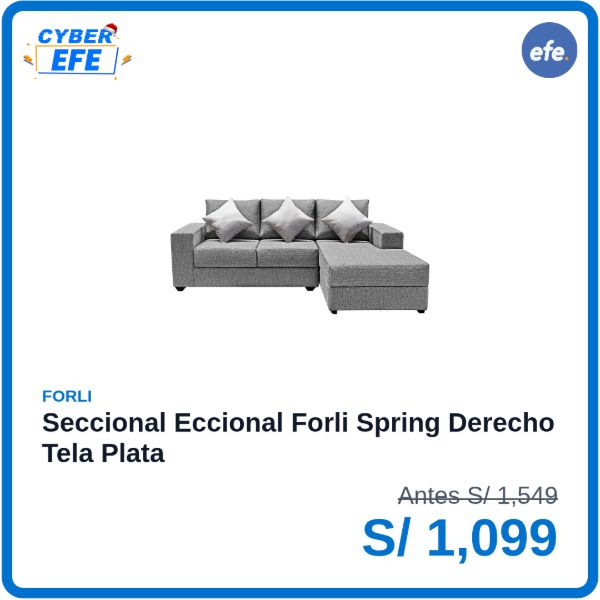 CYBER
EFE
efe.
FORLI
Seccional Eccional Forli Spring Derecho
Tela Plata
Antes S/ 1,549
S/ 1,099